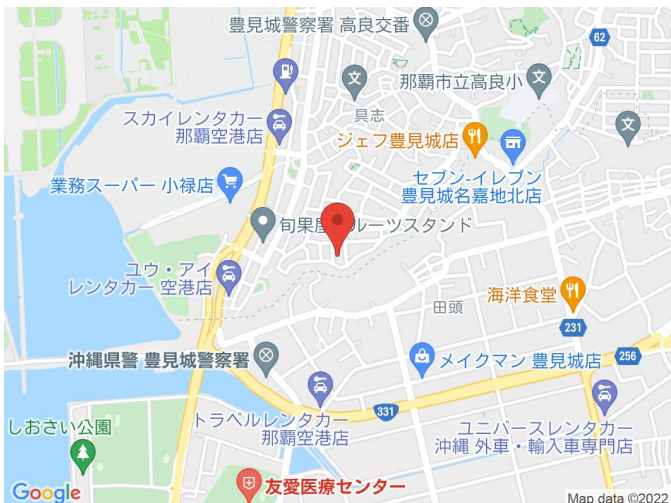 豊見城警察署 高良交番
62
那覇市立高良小
具志
スカイレンタカー
那覇空港店
ジェフ豊見城店
セブン-イレブン
豊見城名嘉地北店
業務スーパー 小禄店
旬果屋
ルーツスタンド
ユウ・アイ
レンタカー 空港店
海洋食堂
田頭
231
256
沖縄県警 豊見城警察署
メイクマン 豊見城店
トラベルレンタカー
那覇空港店
331
ユニバースレンタカー
沖縄 外車・輸入車専門店
しおさい公園
友愛医療センター
Google
Map data ©2022
文
文
文